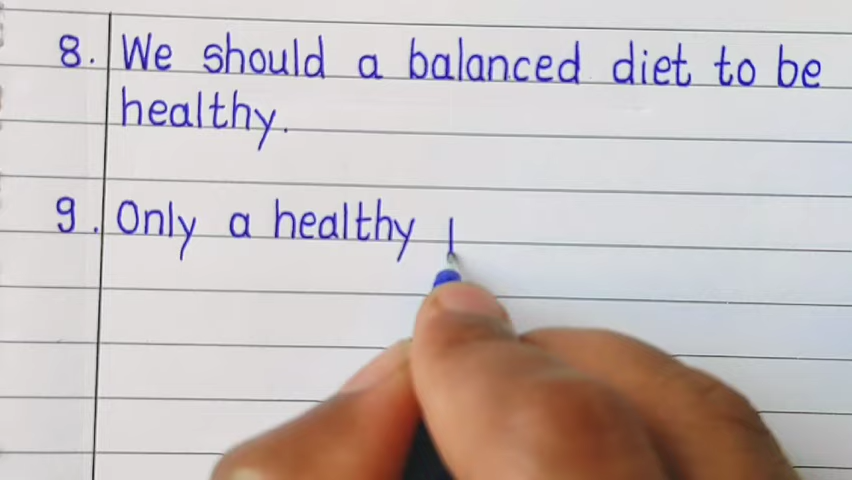 8. We should a balanced diet to be
healthy.
9. Only a healthy